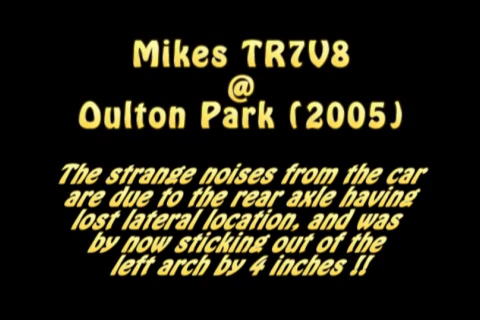 Mikes TR7V8
@
Oulton Park (2005)
The strange noises from the car
are due to the rear axle having
lost lateral location, and was
by now sticking out of the
left arch by 4 inches !!